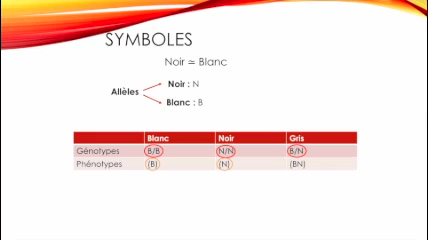 SYMBOLES
Noir ≃ Blanc
Allèles
Noir : N
Blanc : B
Blanc Noir Gris
Génotypes B/B N/N B/N
Phénotypes (B) (N) (BN)